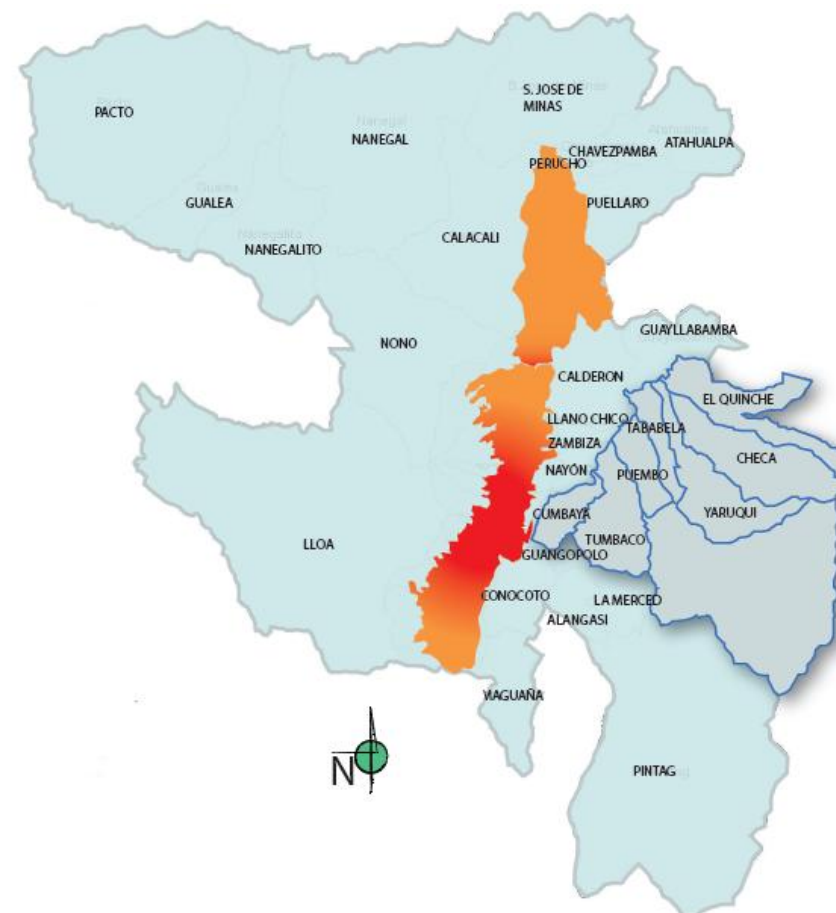 S. JOSE DE
MINAS
PACTO
NANEGAL
CHAVEZPAMBA
ATAHUALPA
PERUCHO
GUALEA
PUELLARO
NANEGALITO
CALACALI
GUAYLLABAMBA
NONO
CALDERON
EL QUINCHE
LLANO CHICO
TABABELA
ZAMBIZA
CHECA
NAYÓN
PUEMBO
YARUQUI
CUMBAYA
LLOA
TUMBACO
GUANGOPOLO
CONOCOTO
LA MERCED
ALANGASI
VIAGUAÑA
N
PINTAG